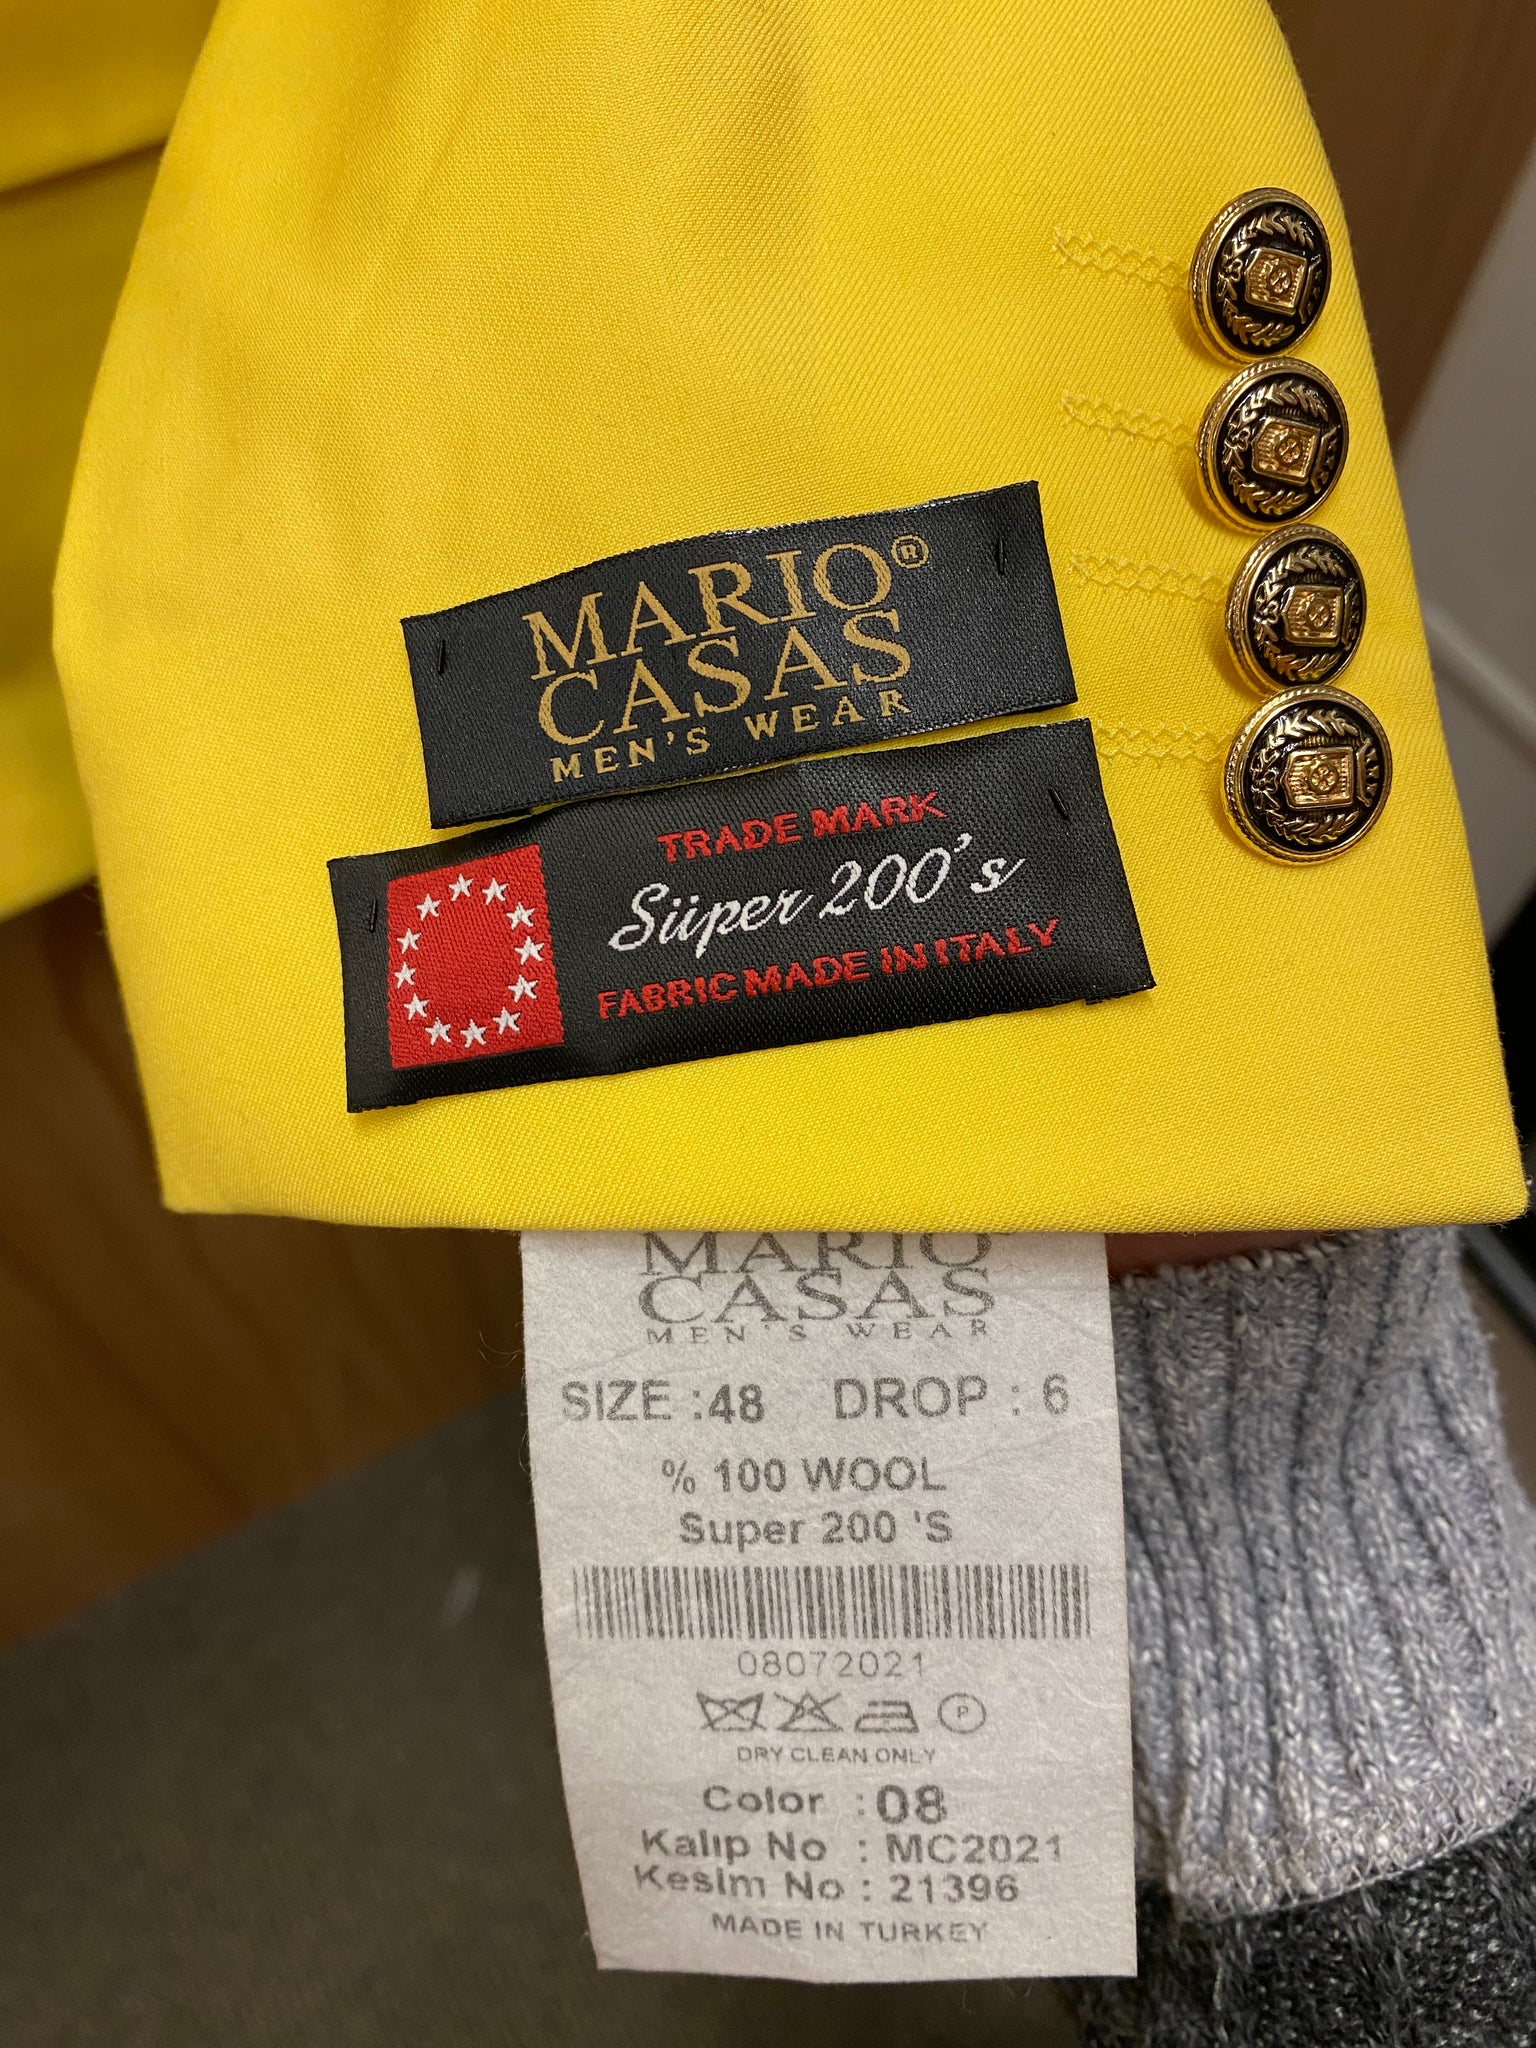 MARIO®
CASAS
MEN'S WEAR
TRADE MARK
Süper 200's
FABRIC MADE IN ITALY
MARIO
CASAS
MEN'S WEAR
SIZE :48 DROP : 6
% 100 WOOL
Super 200 'S
08072021
P
DRY CLEAN ONLY
Color : 08
Kalıp No : MC2021
Kesim No : 21396
MADE IN TURKEY